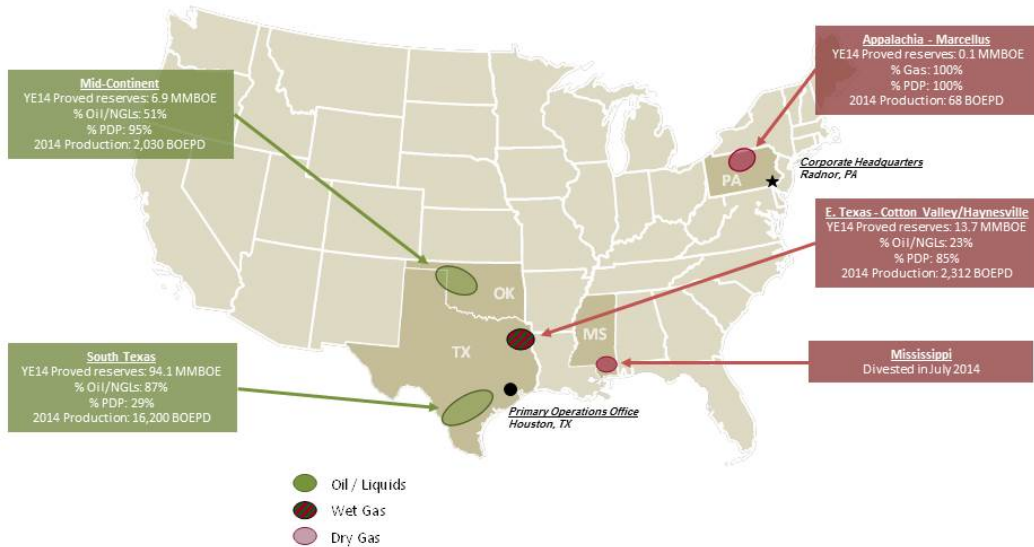 Mid-Continent
YE14 Proved reserves: 6.9 MMBOE
% Oil/NGLs: 51%
% PDP: 95%
2014 Production: 2,030 BOEPD
Appalachia - Marcellus
YE14 Proved reserves: 0.1 MMBOE
% Gas: 100%
% PDP: 100%
2014 Production: 68 BOEPD
PA
Corporate Headquarters
Radnor, PA
E. Texas - Cotton Valley/Haynesville
YE14 Proved reserves: 13.7 MMBOE
% Oil/NGLs: 23%
% PDP: 85%
2014 Production: 2,312 BOEPD
OK
TX
MS
South Texas
YE14 Proved reserves: 94.1 MMBOE
% Oil/NGLs: 87%
% PDP: 29%
2014 Production: 16,200 BOEPD
Mississippi
Divested in July 2014
Primary Operations Office
Houston, TX
Oil / Liquids
Wet Gas
Dry Gas